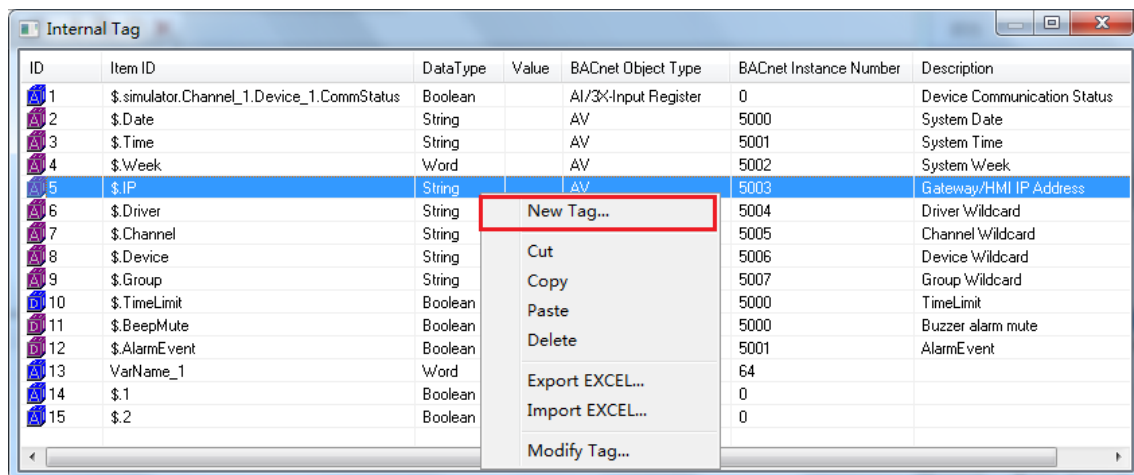 Internal Tag
ID Item ID DataType Value BACnet Object Type BACnet Instance Number Description
1 $.simulator.Channel_1.Device_1.CommStatus Boolean AI/3X-Input Register 0 Device Communication Status
2 $.Date String AV 5000 System Date
3 $.Time String AV 5001 System Time
4 $.Week Word AV 5002 System Week
5 $.IP String AV 5003 Gateway/HMI IP Address
6 $.Driver String New Tag... 5004 Driver Wildcard
7 $.Channel String 5005 Channel Wildcard
8 $.Device String Cut 5006 Device Wildcard
9 $.Group String Copy 5007 Group Wildcard
10 $.TimeLimit Boolean Paste 5000 TimeLimit
11 $.BeepMute Boolean 5000 Buzzer alarm mute
12 $.AlarmEvent Boolean Delete 5001 AlarmEvent
13 VarName_1 Word Export EXCEL... 64
14 $.1 Boolean 0
15 $.2 Boolean Import EXCEL... 0
Modify Tag...